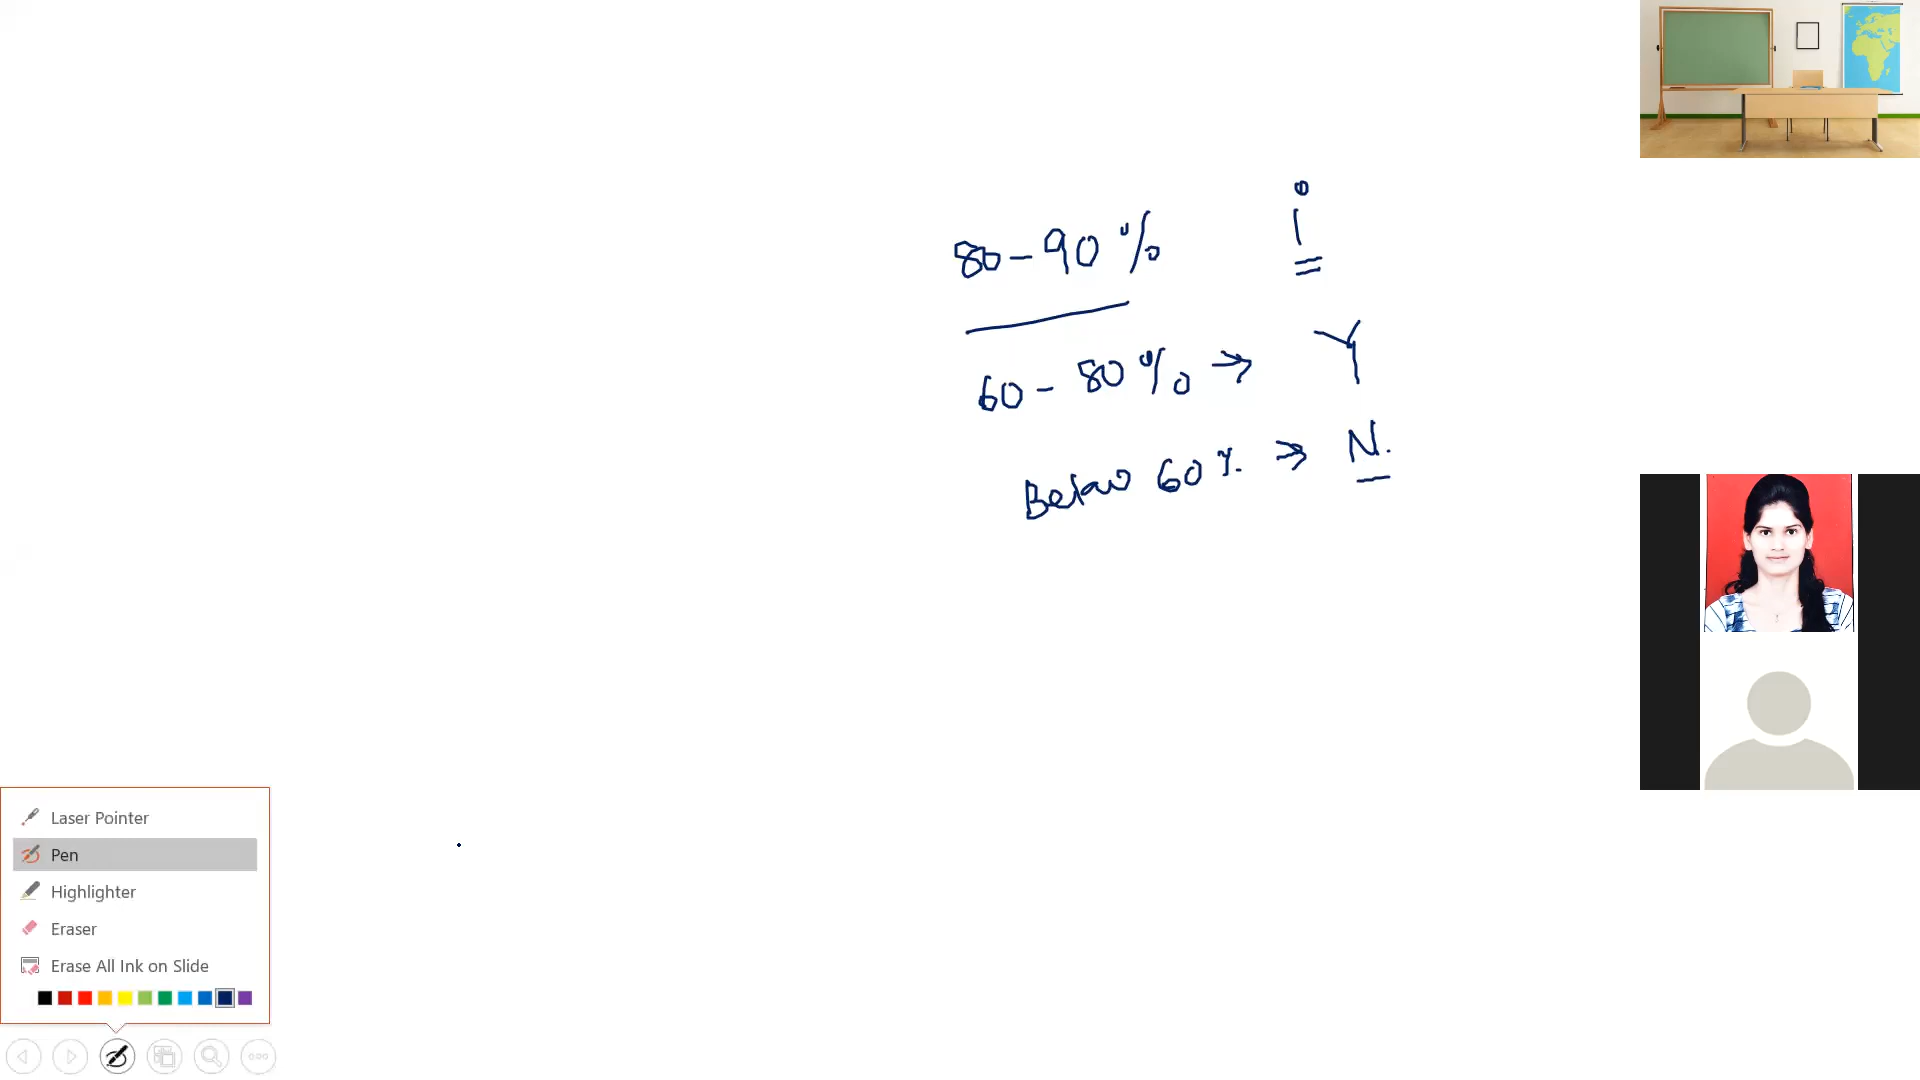 80-90% i
60-80% → Y
Below 60% → N.
Laser Pointer
Pen
Highlighter
Eraser
Erase All Ink on Slide